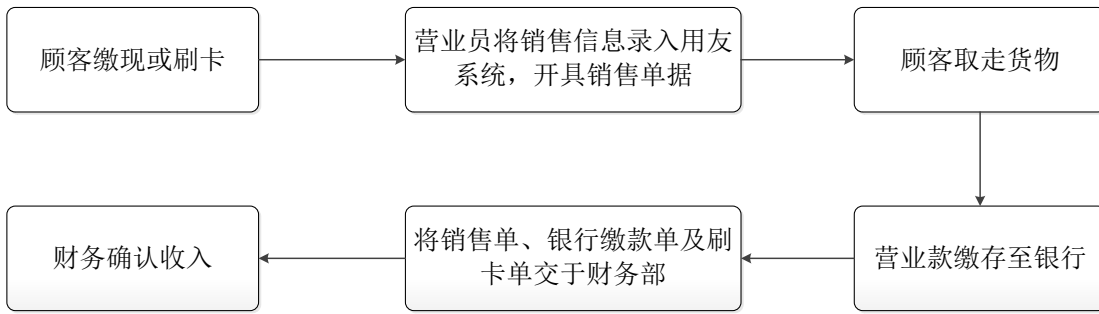 顾客缴现或刷卡
营业员将销售信息录入用友
系统，开具销售单据
顾客取走货物
财务确认收入
将销售单、银行缴款单及刷
卡单交于财务部
营业款缴存至银行